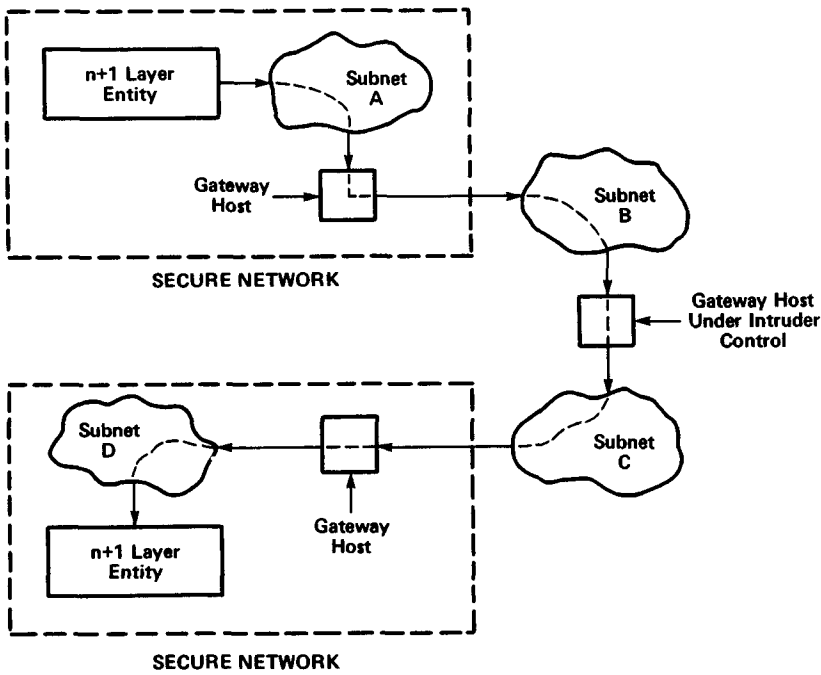 n+1 Layer
Entity
Subnet
A
Gateway
Host
SECURE NETWORK
Subnet
B
Gateway Host
Under Intruder
Control
Subnet
D
Subnet
C
Gateway
Host
n+1 Layer
Entity
SECURE NETWORK